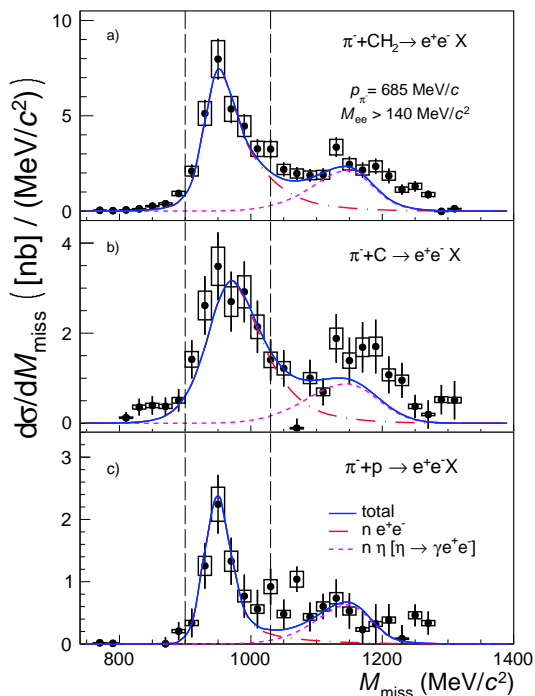 10
a)
π⁻+CH₂→ e⁺e⁻ X
p_π⁻ = 685 MeV/c
M_ee > 140 MeV/c²
5
0
dσ/dM_miss ( [nb] / (MeV/c²) )
4
b)
π⁻+C → e⁺e⁻ X
2
0
3
c)
π⁻+p → e⁺e⁻X
total
n e⁺e⁻
n η [η → γe⁺e⁻]
2
1
0
800 1000 1200 1400
M_miss (MeV/c²)